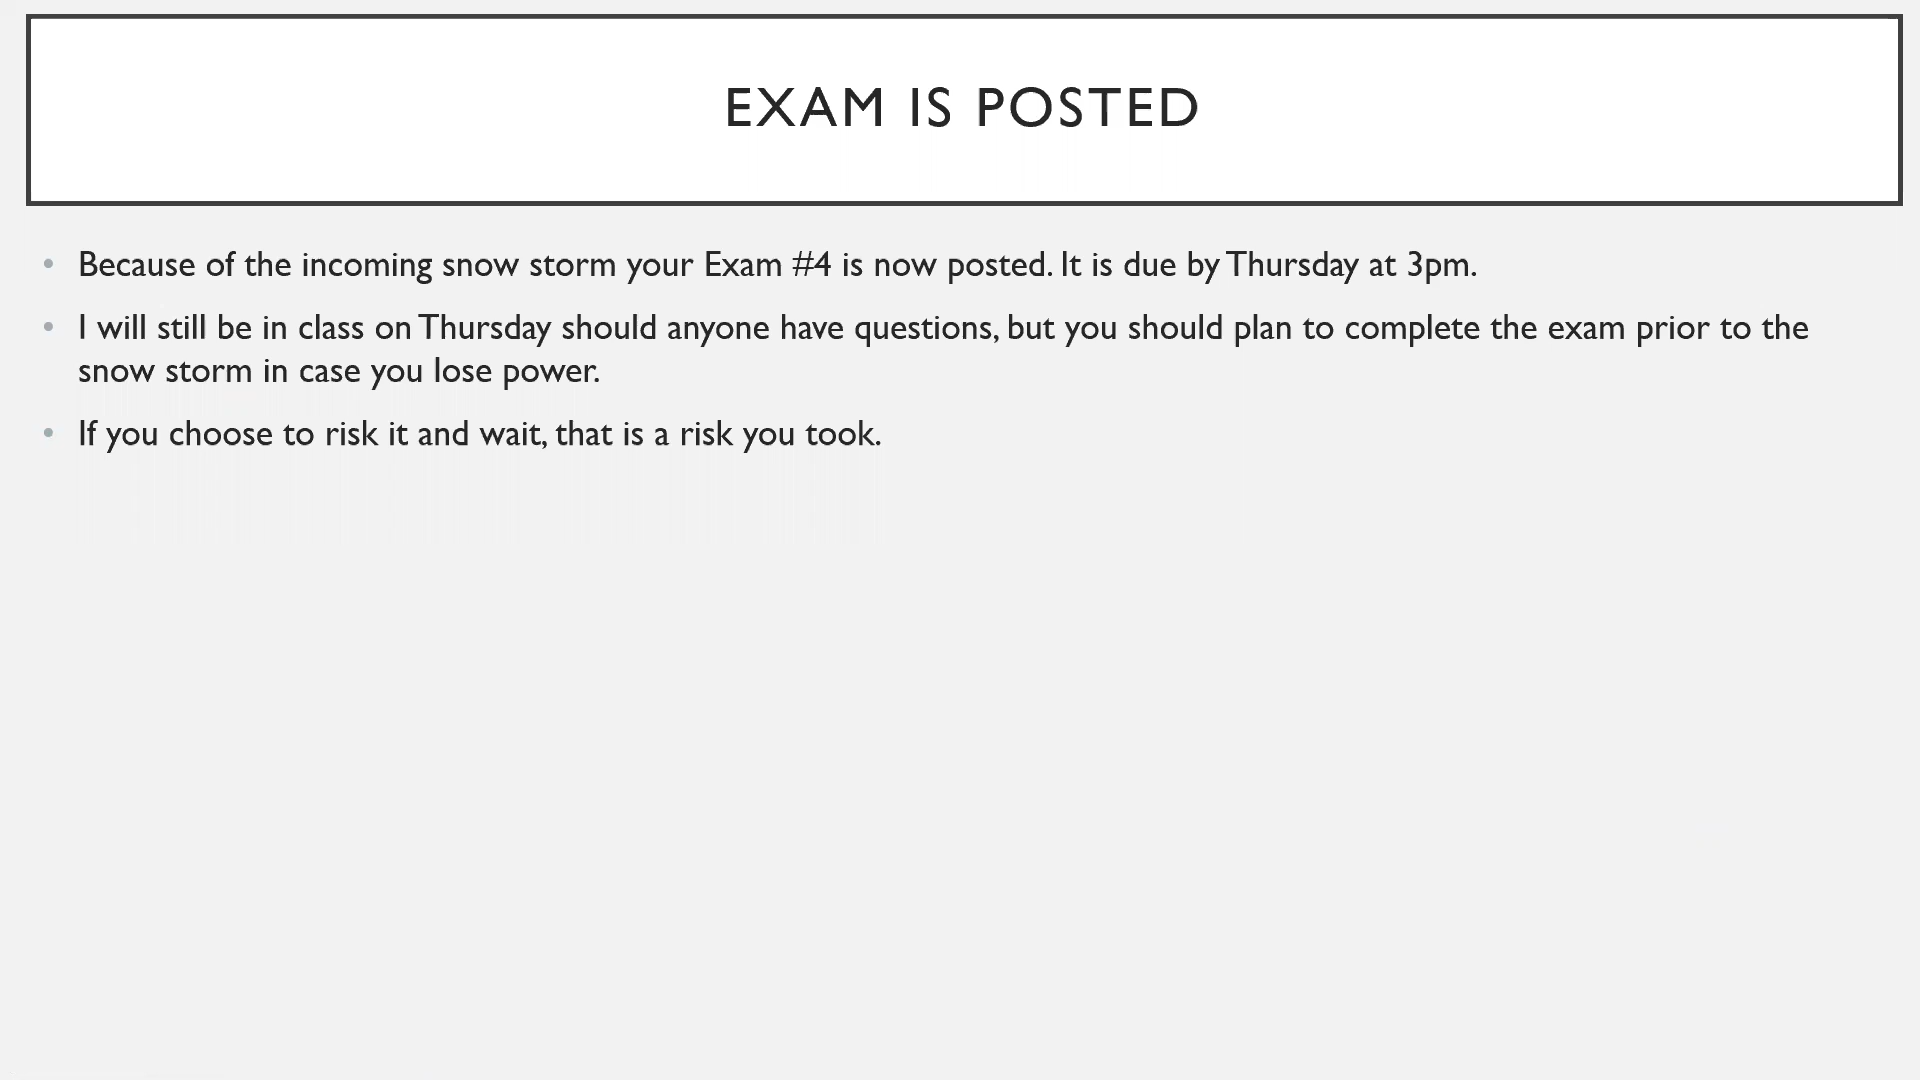 EXAM IS POSTED
• Because of the incoming snow storm your Exam #4 is now posted. It is due by Thursday at 3pm.
• I will still be in class on Thursday should anyone have questions, but you should plan to complete the exam prior to the
snow storm in case you lose power.
• If you choose to risk it and wait, that is a risk you took.